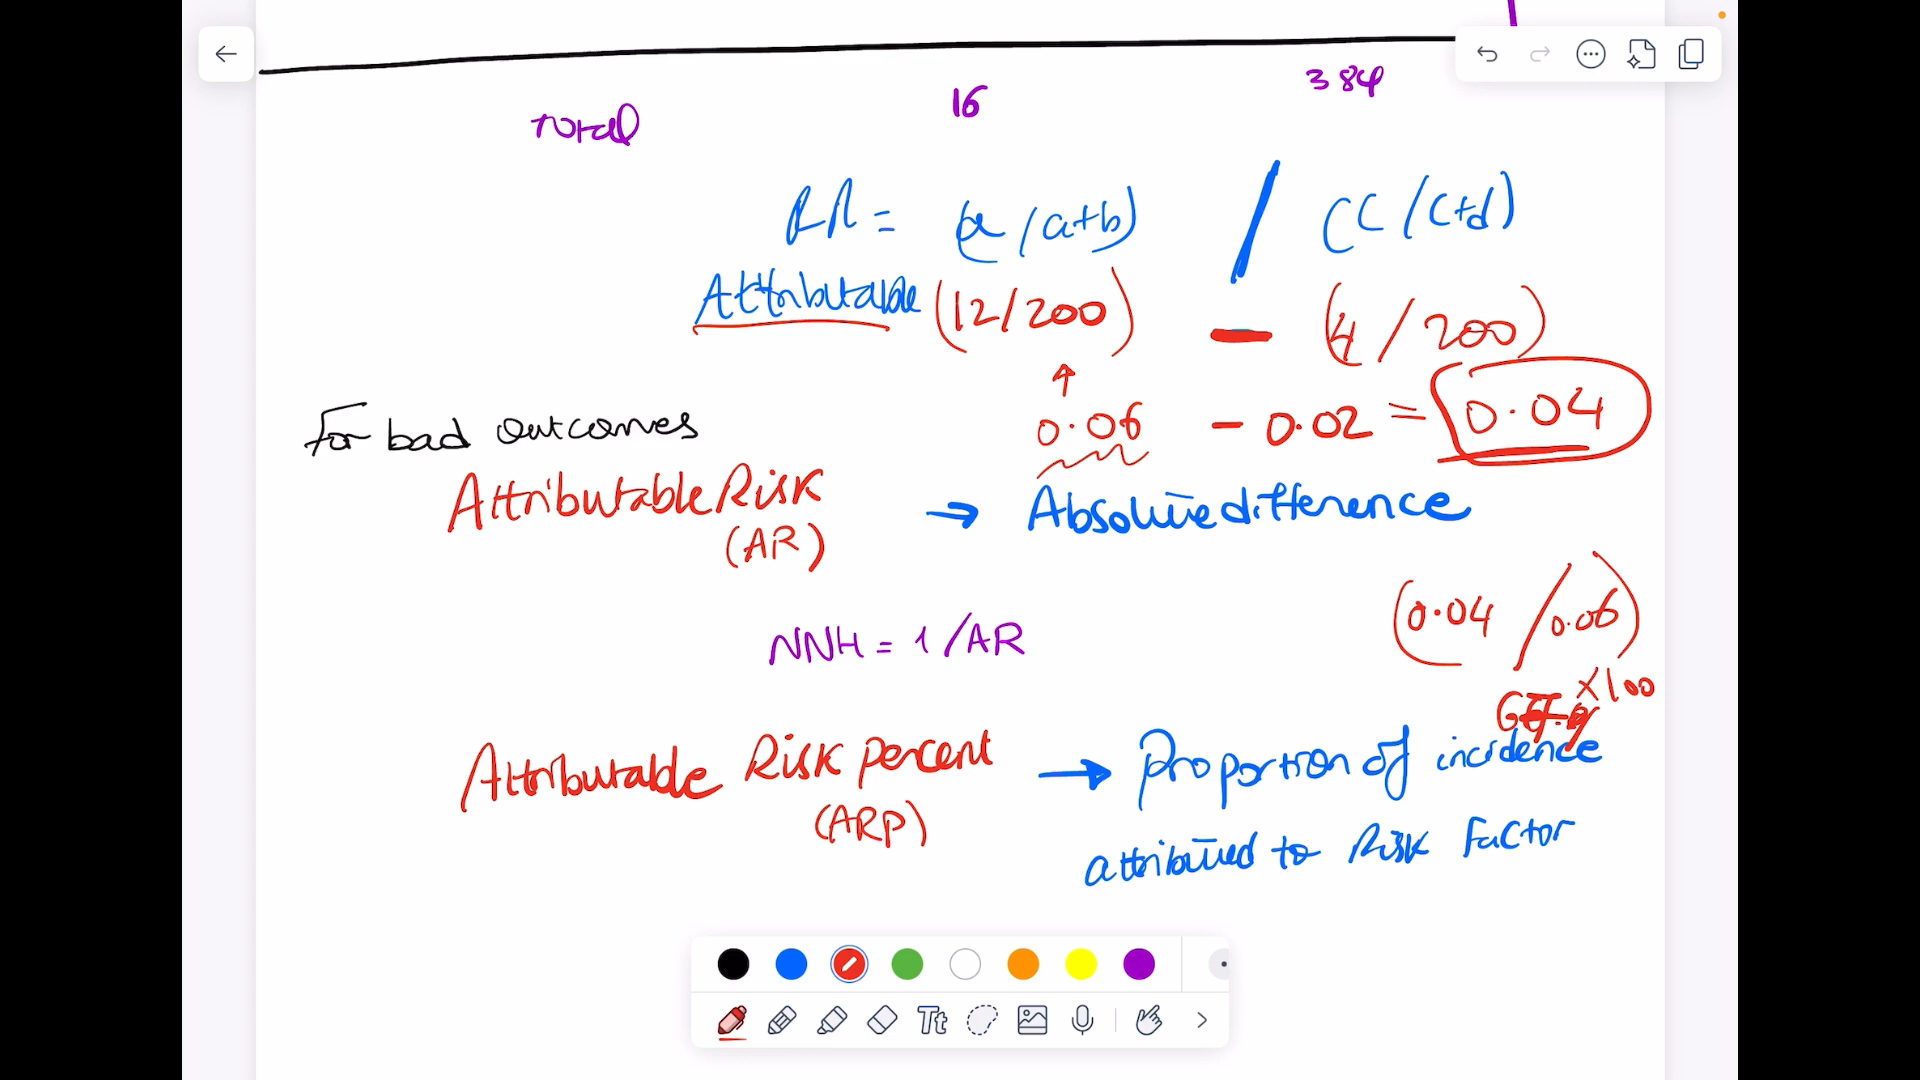 Total 16 384
RR = (a/a+b) / (C/C+d)
Attributable (12/200) - (4/200)
0.06 - 0.02 = 0.04
For bad outcomes
Attributable Risk → Absolute difference
(AR)
(0.04 / 0.06)
NNH = 1/AR
×100
Attributable Risk percent → Proportion of incidence
(ARP) attributed to Risk Factor
Tt